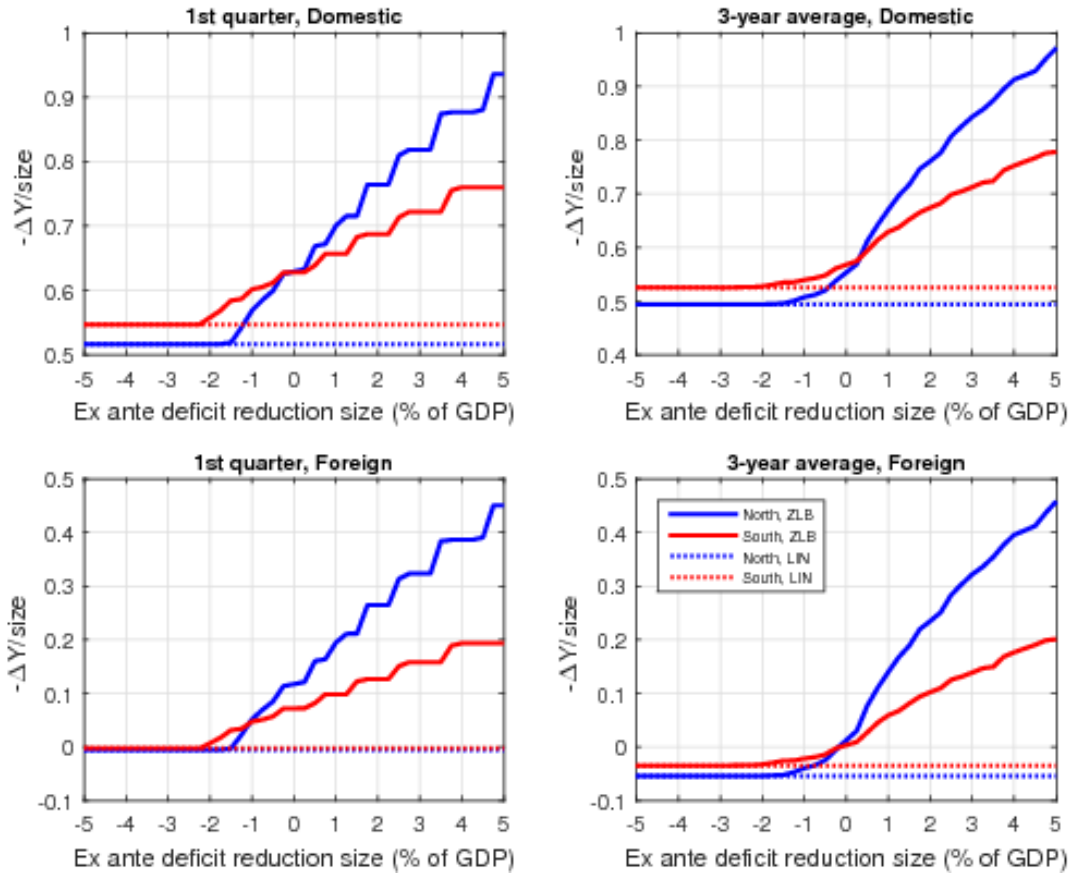 1st quarter, Domestic
1
0.9
0.8
0.7
0.6
0.5
-ΔY/size
-5 -4 -3 -2 -1 0 1 2 3 4 5
Ex ante deficit reduction size (% of GDP)
3-year average, Domestic
1
0.9
0.8
0.7
0.6
0.5
0.4
-ΔY/size
-5 -4 -3 -2 -1 0 1 2 3 4 5
Ex ante deficit reduction size (% of GDP)
1st quarter, Foreign
0.5
0.4
0.3
0.2
0.1
0
-0.1
-ΔY/size
-5 -4 -3 -2 -1 0 1 2 3 4 5
Ex ante deficit reduction size (% of GDP)
3-year average, Foreign
0.5
0.4
0.3
0.2
0.1
0
-0.1
-ΔY/size
North, ZLB
South, ZLB
North, LIN
South, LIN
-5 -4 -3 -2 -1 0 1 2 3 4 5
Ex ante deficit reduction size (% of GDP)